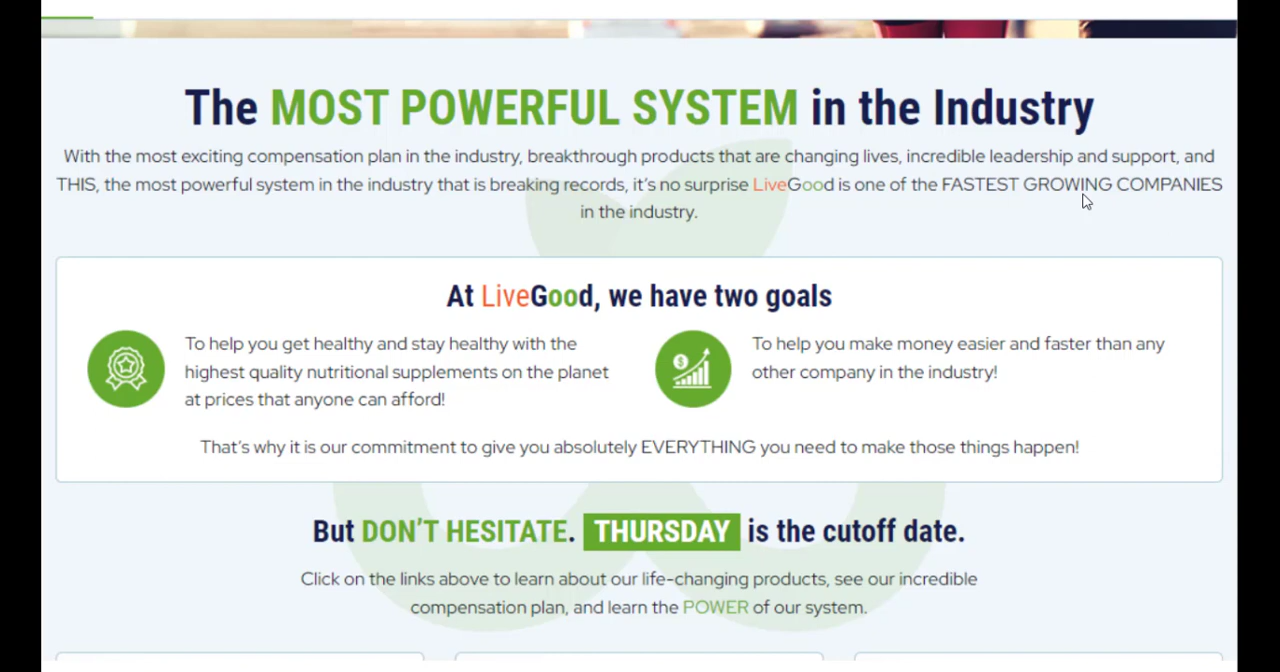 The MOST POWERFUL SYSTEM in the Industry
With the most exciting compensation plan in the industry, breakthrough products that are changing lives, incredible leadership and support, and
THIS, the most powerful system in the industry that is breaking records, it's no surprise LiveGood is one of the FASTEST GROWING COMPANIES
in the industry.
At LiveGood, we have two goals
To help you get healthy and stay healthy with the
highest quality nutritional supplements on the planet
at prices that anyone can afford!
To help you make money easier and faster than any
other company in the industry!
That's why it is our commitment to give you absolutely EVERYTHING you need to make those things happen!
But DON'T HESITATE. THURSDAY is the cutoff date.
Click on the links above to learn about our life-changing products, see our incredible
compensation plan, and learn the POWER of our system.